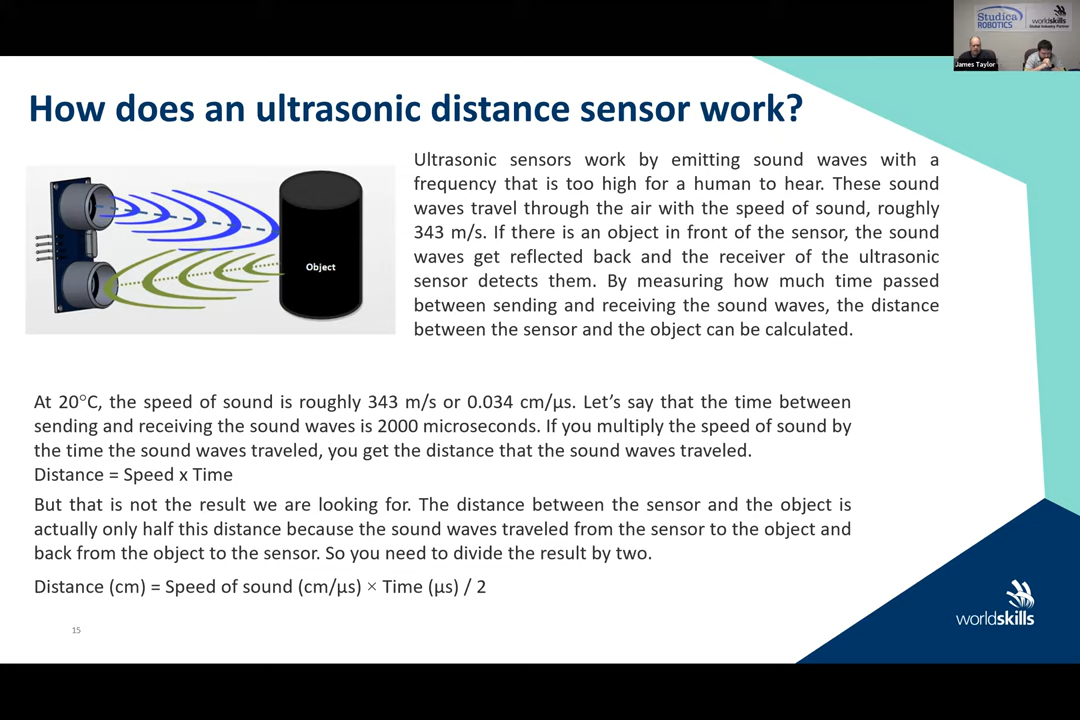 Studica
ROBOTICS
worldskills
Global Industry Partner
James Taylor
How does an ultrasonic distance sensor work?
Object
Ultrasonic sensors work by emitting sound waves with a
frequency that is too high for a human to hear. These sound
waves travel through the air with the speed of sound, roughly
343 m/s. If there is an object in front of the sensor, the sound
waves get reflected back and the receiver of the ultrasonic
sensor detects them. By measuring how much time passed
between sending and receiving the sound waves, the distance
between the sensor and the object can be calculated.
At 20°C, the speed of sound is roughly 343 m/s or 0.034 cm/µs. Let’s say that the time between
sending and receiving the sound waves is 2000 microseconds. If you multiply the speed of sound by
the time the sound waves traveled, you get the distance that the sound waves traveled.
Distance = Speed x Time
But that is not the result we are looking for. The distance between the sensor and the object is
actually only half this distance because the sound waves traveled from the sensor to the object and
back from the object to the sensor. So you need to divide the result by two.
Distance (cm) = Speed of sound (cm/µs) × Time (µs) / 2
15
worldskills